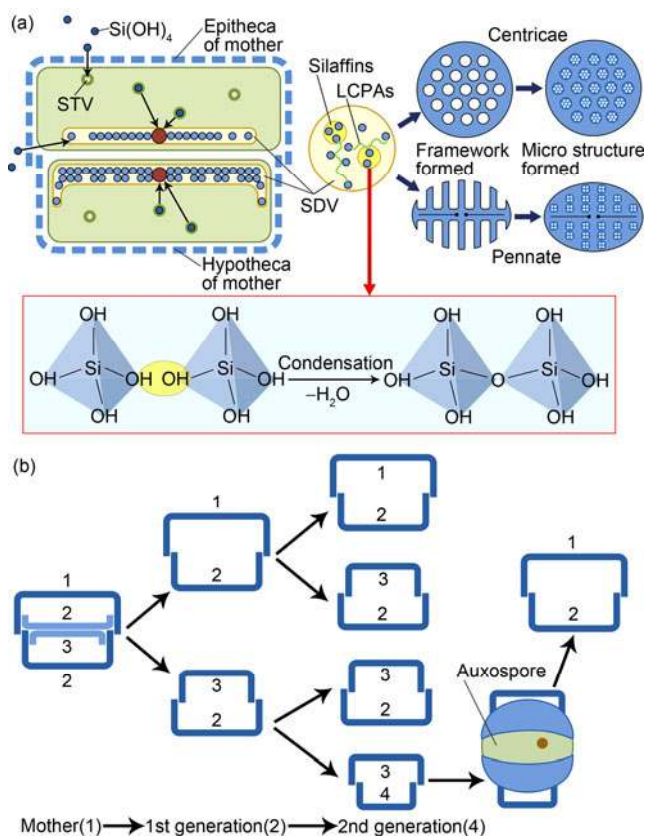 (a)
Si(OH)4
Epitheca
of mother
STV
SDV
Hypotheca
of mother
Silaffins
LCPAs
Centricae
Framework
formed
Micro structure
formed
Pennate
OH
OH
Si
OH
OH
OH
Si
OH
OH
Condensation
–H2O
OH
OH
Si
OH
O
OH
Si
OH
OH
(b)
1
2
3
2
1
2
3
2
1
2
3
2
3
2
3
4
Auxospore
1
2
Mother(1) 1st generation(2) 2nd generation(4)